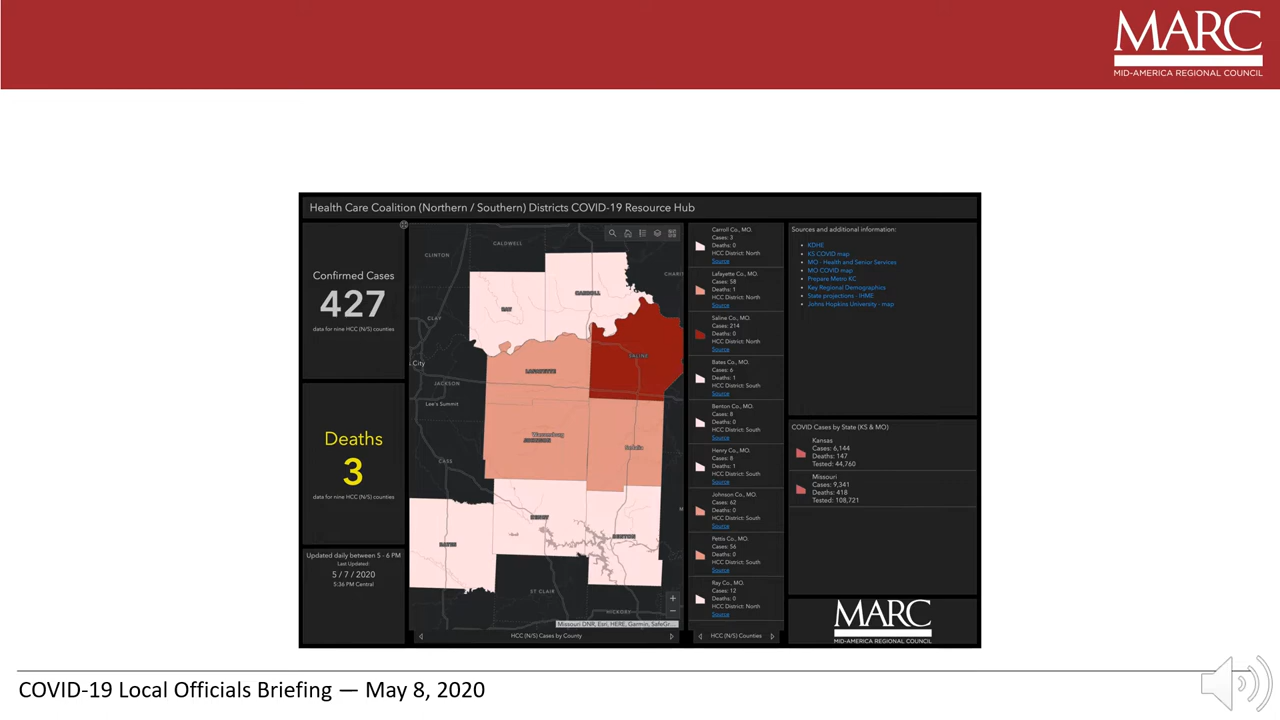 MARC
MID-AMERICA REGIONAL COUNCIL
Health Care Coalition (Northern / Southern) Districts COVID-19 Resource Hub
Confirmed Cases
427
data for nine HCC (N/S) counties
Deaths
3
data for nine HCC (N/S) counties
Updated daily between 5 - 6 PM
Last Updated:
5 / 7 / 2020
5:36 PM Central
CALDWELL
CLINTON
CARROLL
RAY
CLAY
City
SALINE
LAFAYETTE
JACKSON
Lee's Summit
Warrensburg
JOHNSON
Sedalia
CASS
HENRY
BENTON
BATES
ST CLAIR
HICKORY
Missouri DNR, Esri, HERE, Garmin, SafeGr...
HCC (N/S) Cases by County
Carroll Co., MO.
Cases: 3
Deaths: 0
HCC District: North
Source
Lafayette Co., MO.
Cases: 58
Deaths: 1
HCC District: North
Source
Saline Co., MO.
Cases: 214
Deaths: 0
HCC District: North
Source
Bates Co., MO.
Cases: 6
Deaths: 1
HCC District: South
Source
Benton Co., MO.
Cases: 8
Deaths: 0
HCC District: South
Source
Henry Co., MO.
Cases: 8
Deaths: 1
HCC District: South
Source
Johnson Co., MO.
Cases: 62
Deaths: 0
HCC District: South
Source
Pettis Co., MO.
Cases: 56
Deaths: 0
HCC District: South
Source
Ray Co., MO.
Cases: 12
Deaths: 0
HCC District: North
Source
HCC (N/S) Counties
Sources and additional information:
KDHE
KS COVID map
MO - Health and Senior Services
MO COVID map
Prepare Metro KC
Key Regional Demographics
State projections - IHME
Johns Hopkins University - map
COVID Cases by State (KS & MO)
Kansas
Cases: 6,144
Deaths: 147
Tested: 44,760
Missouri
Cases: 9,341
Deaths: 418
Tested: 108,721
MARC
MID-AMERICA REGIONAL COUNCIL
COVID-19 Local Officials Briefing — May 8, 2020